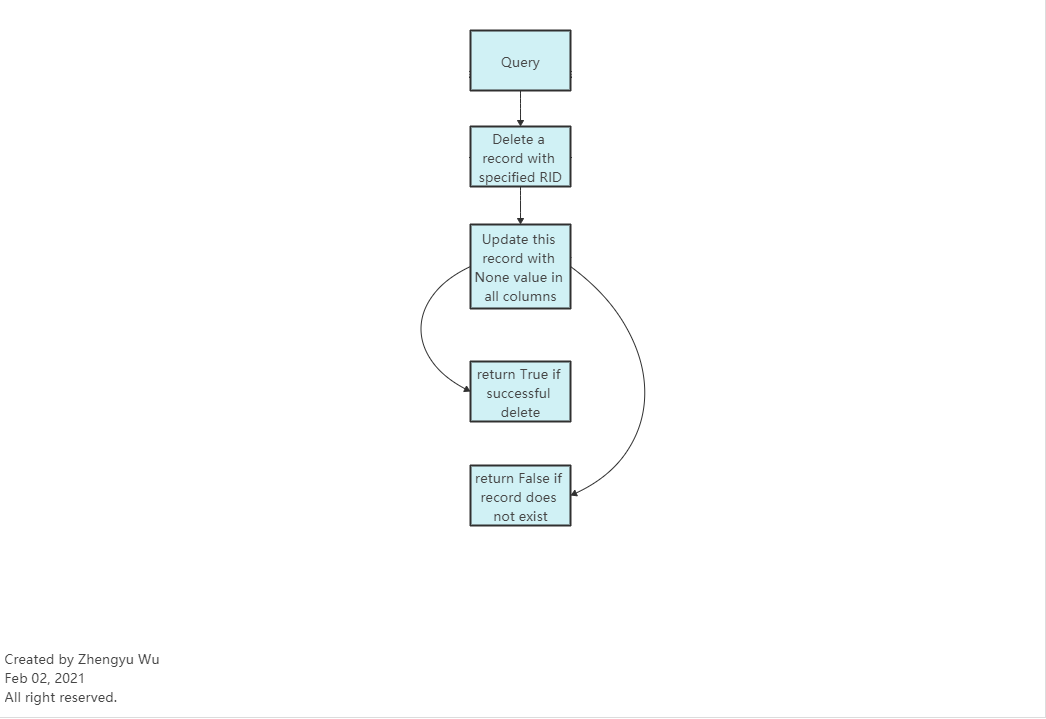 Query
Delete a
record with
specified RID
Update this
record with
None value in
all columns
return True if
successful
delete
return False if
record does
not exist
Created by Zhengyu Wu
Feb 02, 2021
All right reserved.